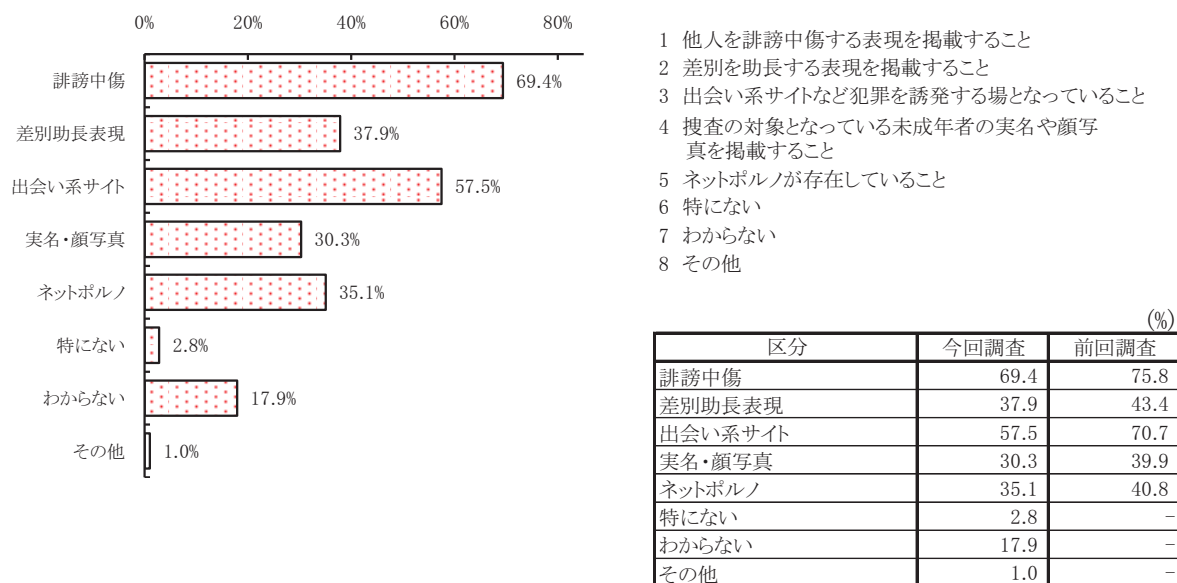 0% 20% 40% 60% 80%
誹謗中傷 69.4%
差別助長表現 37.9%
出会い系サイト 57.5%
実名・顔写真 30.3%
ネットポルノ 35.1%
特にない 2.8%
わからない 17.9%
その他 1.0%
1 他人を誹謗中傷する表現を掲載すること
2 差別を助長する表現を掲載すること
3 出会い系サイトなど犯罪を誘発する場となっていること
4 捜査の対象となっている未成年者の実名や顔写
真を掲載すること
5 ネットポルノが存在していること
6 特にない
7 わからない
8 その他
(%)
区分 今回調査 前回調査
誹謗中傷 69.4 75.8
差別助長表現 37.9 43.4
出会い系サイト 57.5 70.7
実名・顔写真 30.3 39.9
ネットポルノ 35.1 40.8
特にない 2.8 -
わからない 17.9 -
その他 1.0 -